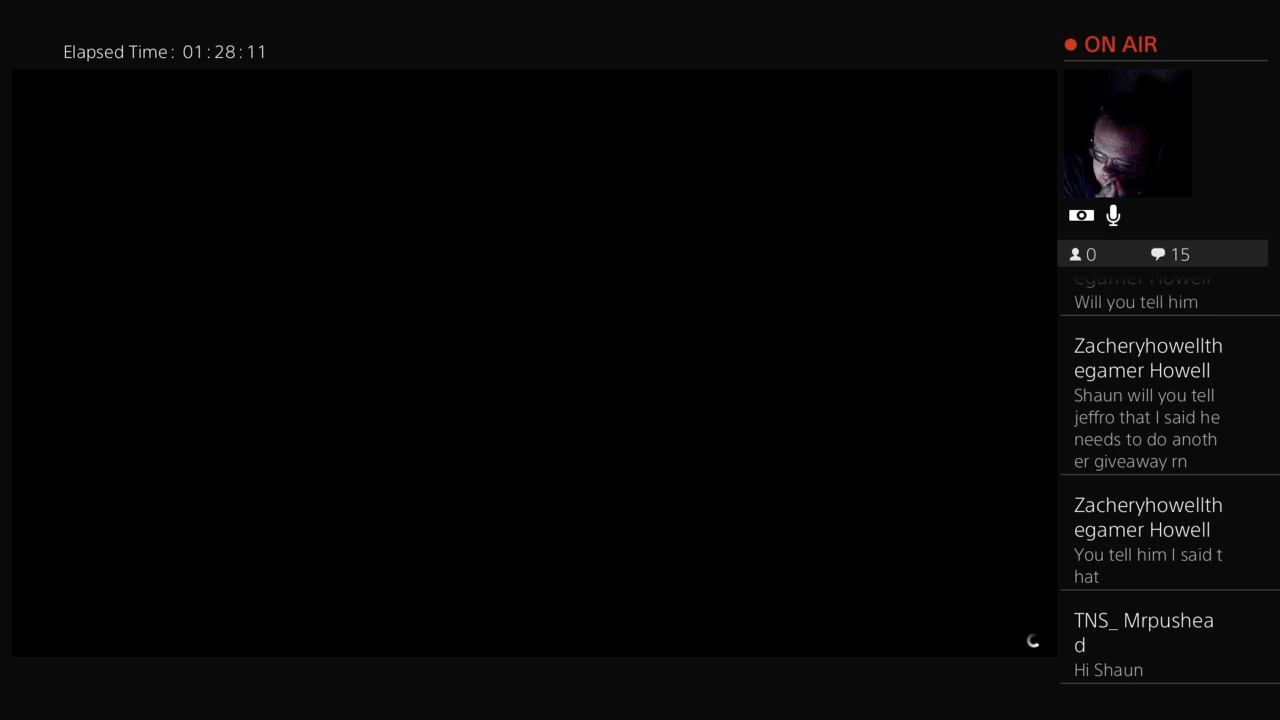 Elapsed Time: 01:28:11
ON AIR
0 15
egamer Howell
Will you tell him
Zacheryhowellth
egamer Howell
Shaun will you tell
jeffro that I said he
needs to do anoth
er giveaway rn
Zacheryhowellth
egamer Howell
You tell him I said t
hat
TNS_ Mrpushea
d
Hi Shaun